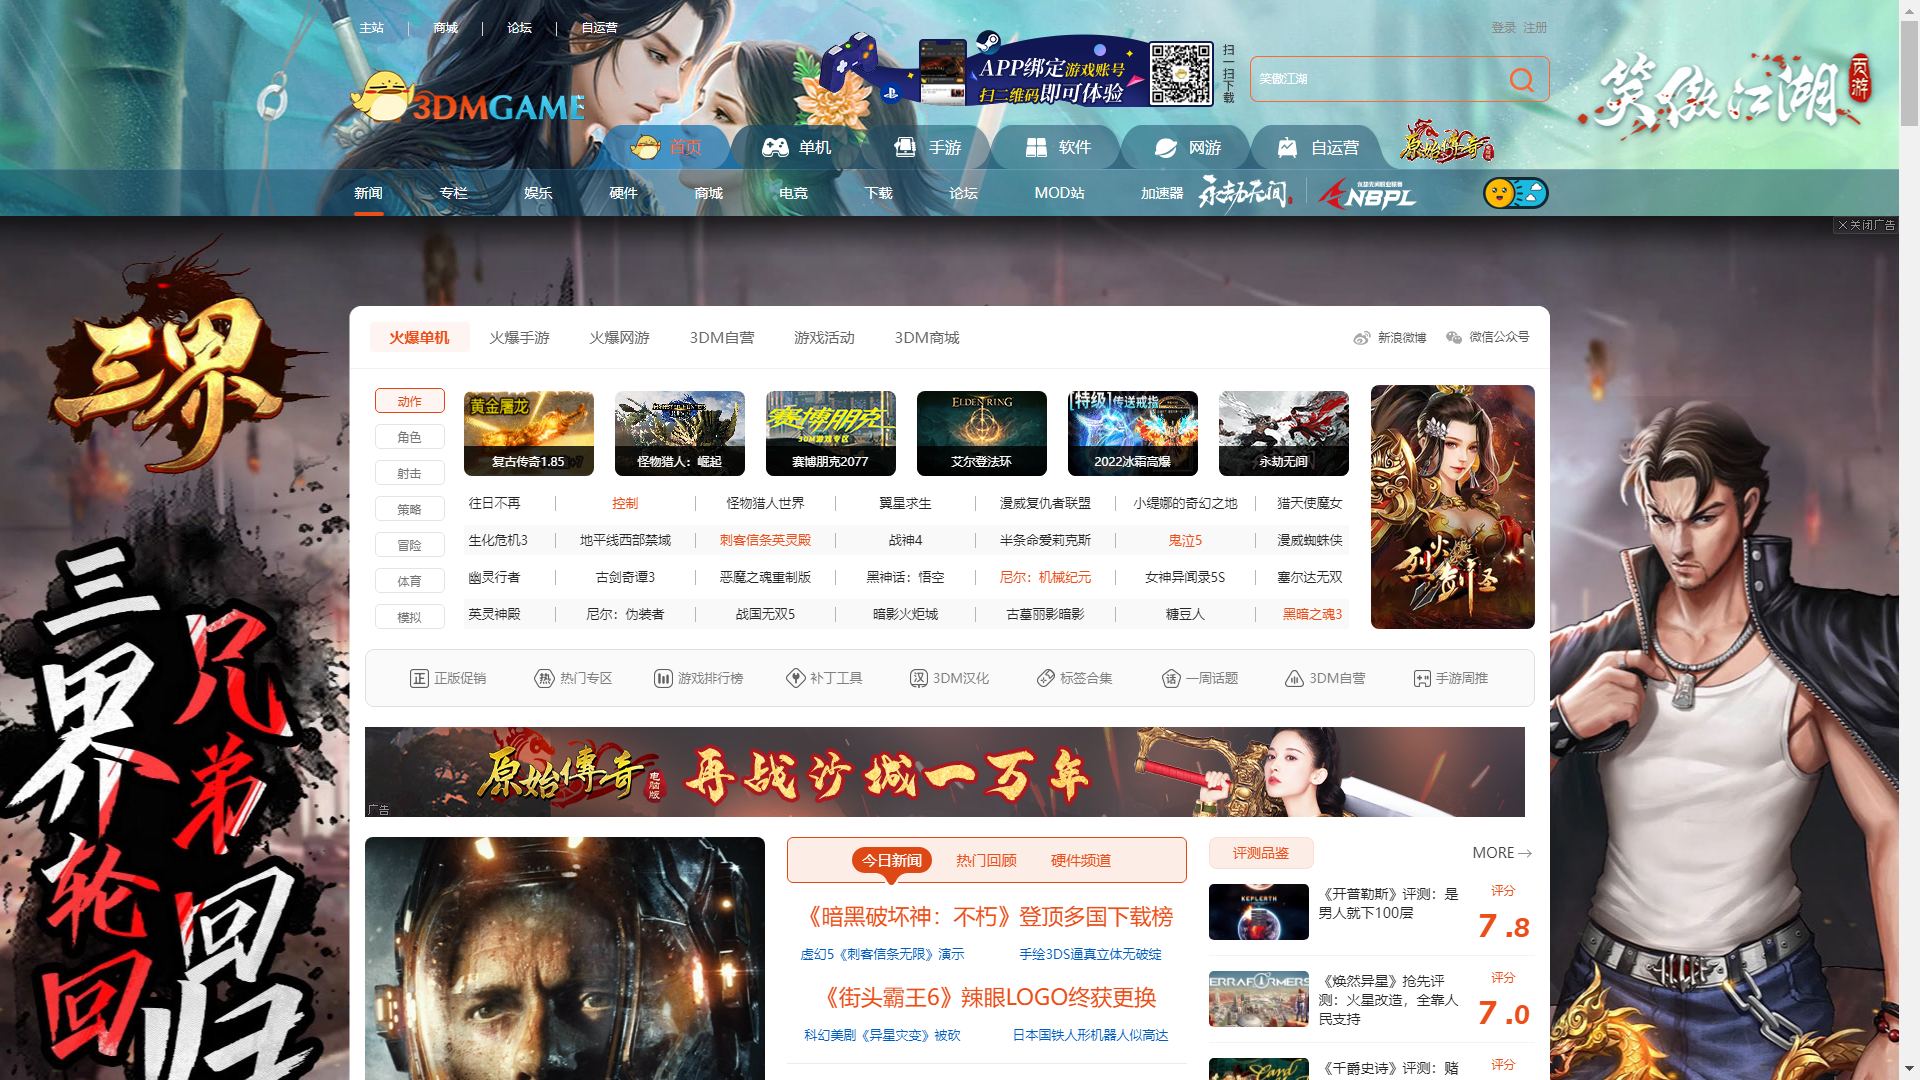 主站 商城 论坛 自运营
登录 注册
3DMGAME
APP绑定游戏账号
扫二维码即可体验
扫一扫下载
笑傲江湖
笑傲江湖 页游
首页 单机 手游 软件 网游 自运营 原始传奇
新闻 专栏 娱乐 硬件 商城 电竞 下载 论坛 MOD站 加速器 永劫无间 NBPL
关闭广告
三界
三界轮回
兄弟回归
火爆单机 火爆手游 火爆网游 3DM自营 游戏活动 3DM商城 新浪微博 微信公众号
动作
角色
射击
策略
冒险
体育
模拟
黄金屠龙
赛博朋克
3DM游戏专区
ELDEN RING
[特级]传送戒指
复古传奇1.85 怪物猎人：崛起 赛博朋克2077 艾尔登法环 2022冰霜高爆 永劫无间
往日不再 控制 怪物猎人世界 翼星求生 漫威复仇者联盟 小缇娜的奇幻之地 猎天使魔女
生化危机3 地平线西部禁域 刺客信条英灵殿 战神4 半条命爱莉克斯 鬼泣5 漫威蜘蛛侠
幽灵行者 古剑奇谭3 恶魔之魂重制版 黑神话：悟空 尼尔：机械纪元 女神异闻录5S 塞尔达无双
英灵神殿 尼尔：伪装者 战国无双5 暗影火炬城 古墓丽影暗影 糖豆人 黑暗之魂3
烈火剑圣
正版促销 热门专区 游戏排行榜 补丁工具 3DM汉化 标签合集 一周话题 3DM自营 手游周推
原始傳奇 电脑版 再战沙城一万年
广告
今日新闻 热门回顾 硬件频道
《暗黑破坏神：不朽》登顶多国下载榜
虚幻5《刺客信条无限》演示 手绘3DS逼真立体无破绽
《街头霸王6》辣眼LOGO终获更换
科幻美剧《异星灾变》被砍 日本国铁人形机器人似高达
评测品鉴 MORE
KEPLERTH
《开普勒斯》评测：是男人就下100层
评分
7.8
TERRAFORMERS
《焕然异星》抢先评测：火星改造，全靠人民支持
评分
7.0
《千爵史诗》评测：赌
评分